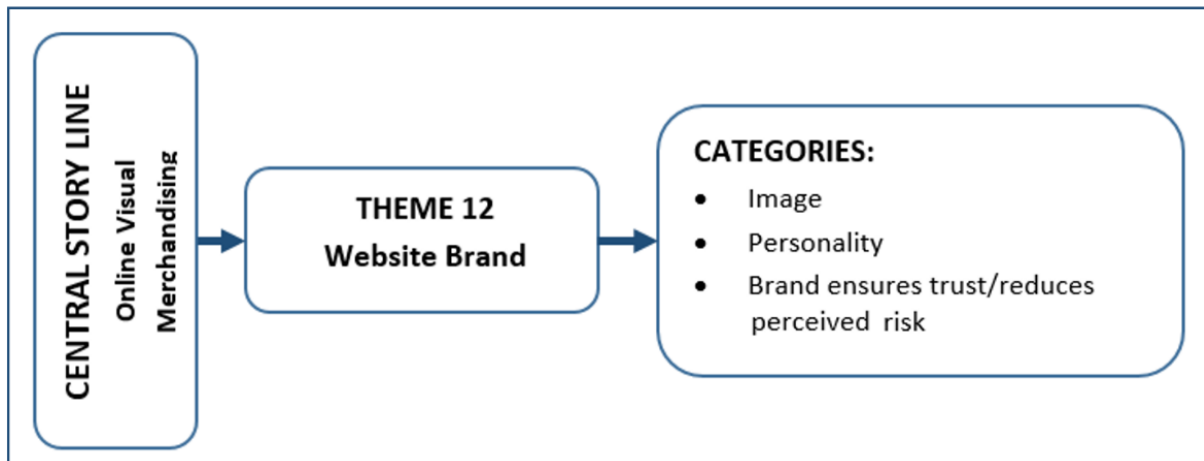 CENTRAL STORY LINE
Online Visual
Merchandising
THEME 12
Website Brand
CATEGORIES:
• Image
• Personality
• Brand ensures trust/reduces
perceived risk